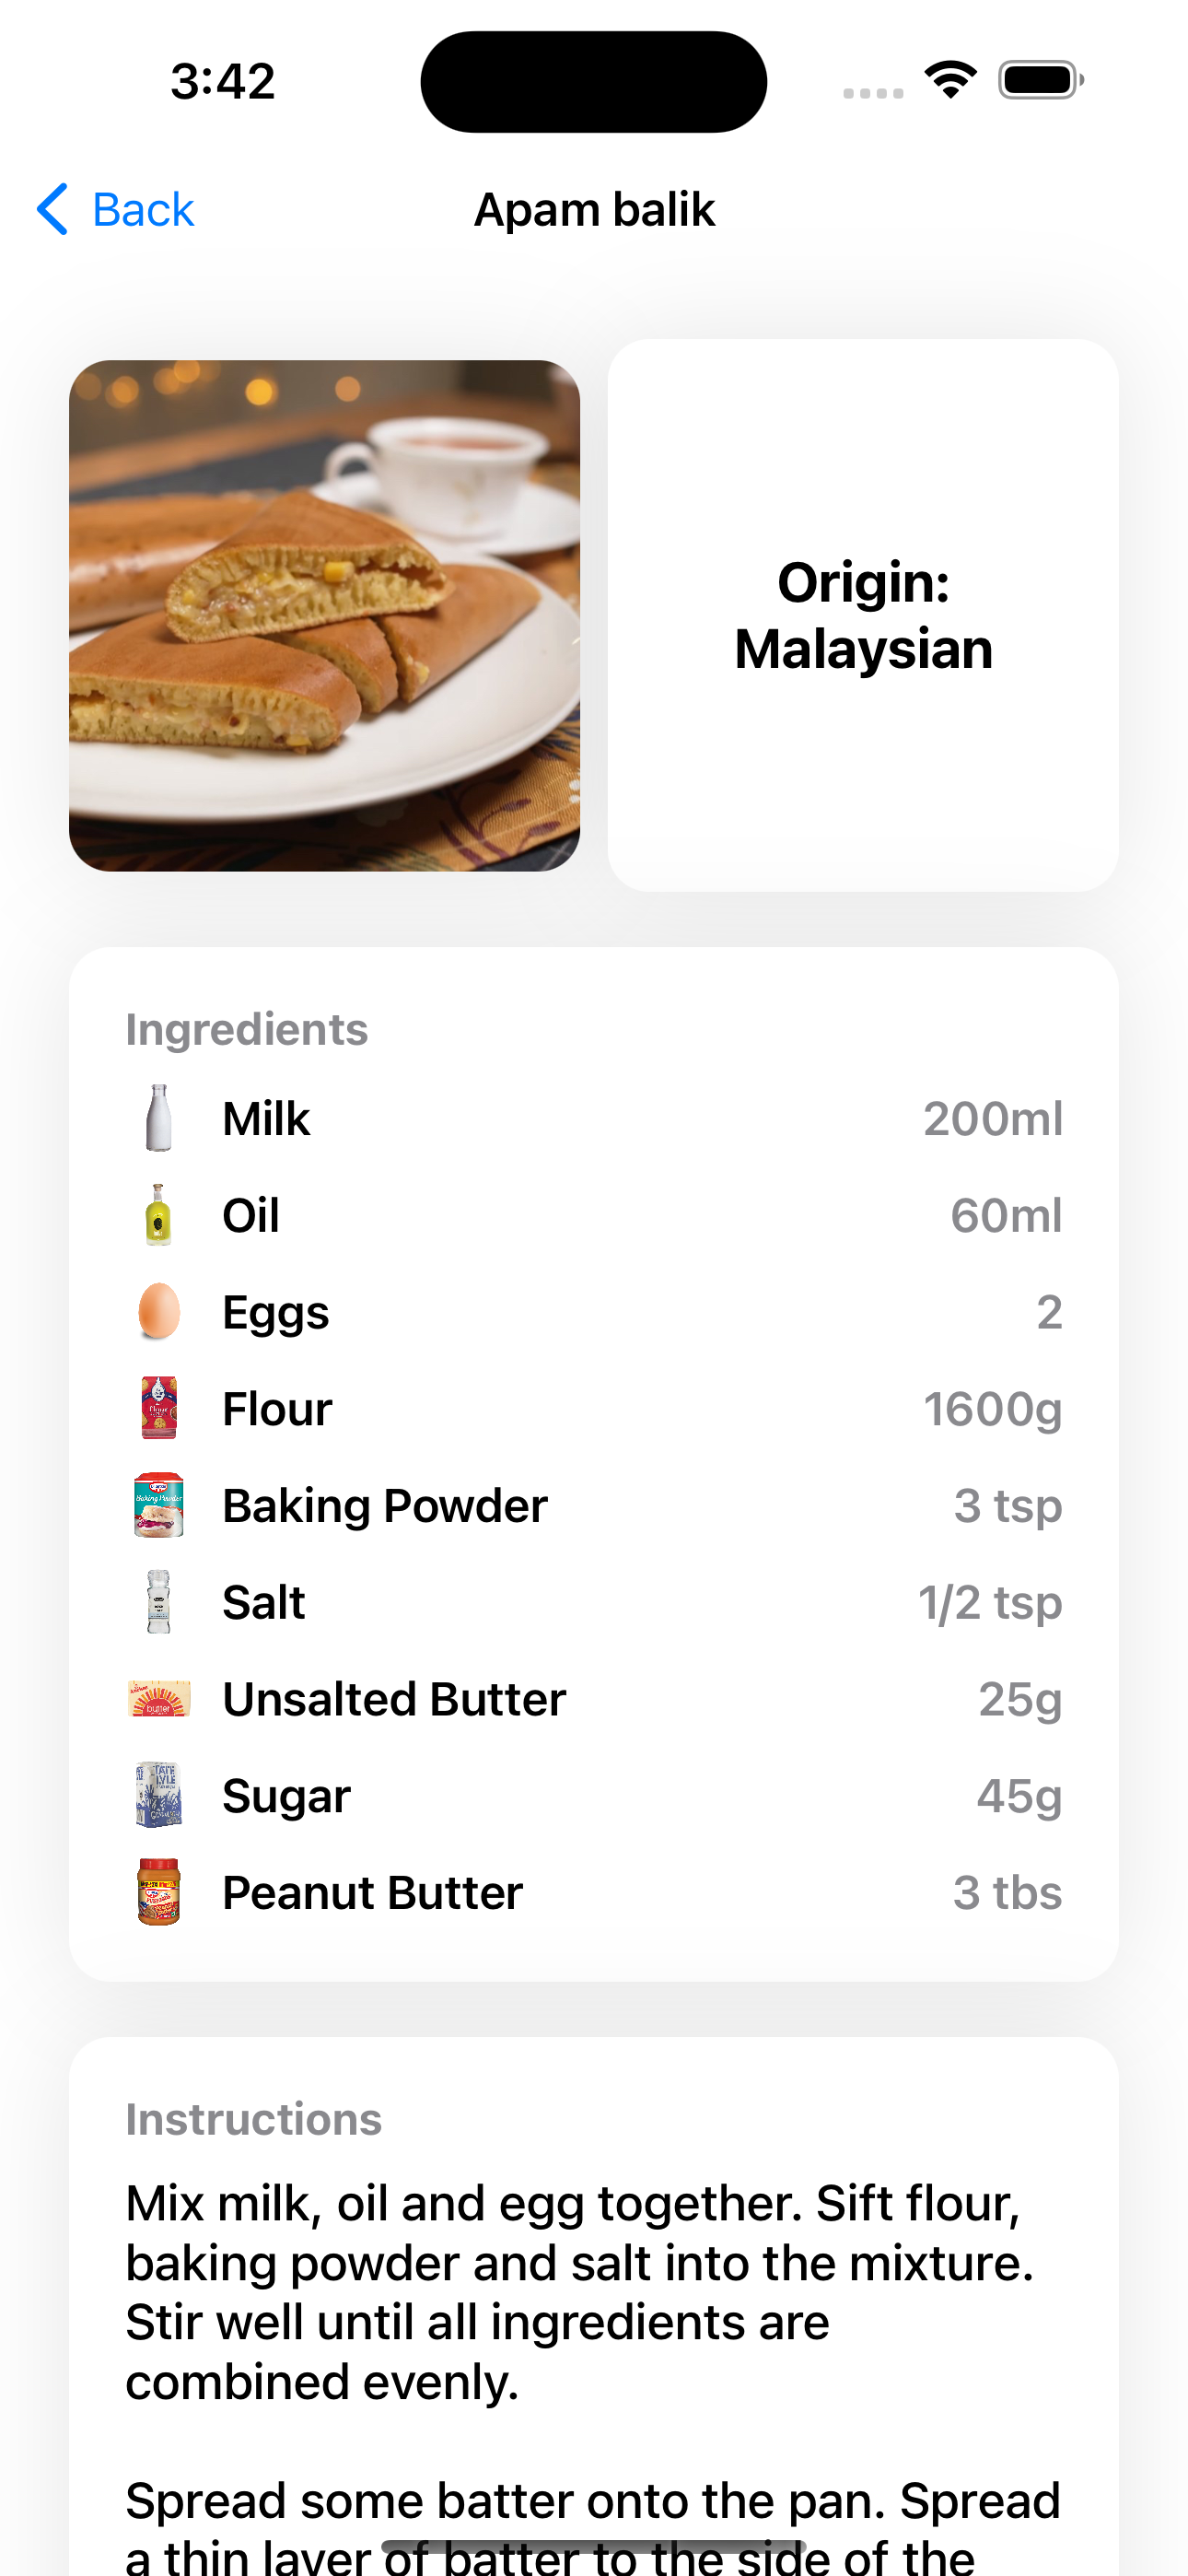 3:42
Back
Apam balik
Origin:
Malaysian
Ingredients
Milk 200ml
Oil 60ml
Eggs 2
Flour 1600g
Baking Powder 3 tsp
Salt 1/2 tsp
Unsalted Butter 25g
Sugar 45g
Peanut Butter 3 tbs
Instructions
Mix milk, oil and egg together. Sift flour,
baking powder and salt into the mixture.
Stir well until all ingredients are
combined evenly.
Spread some batter onto the pan. Spread
a thin layer of batter to the side of the